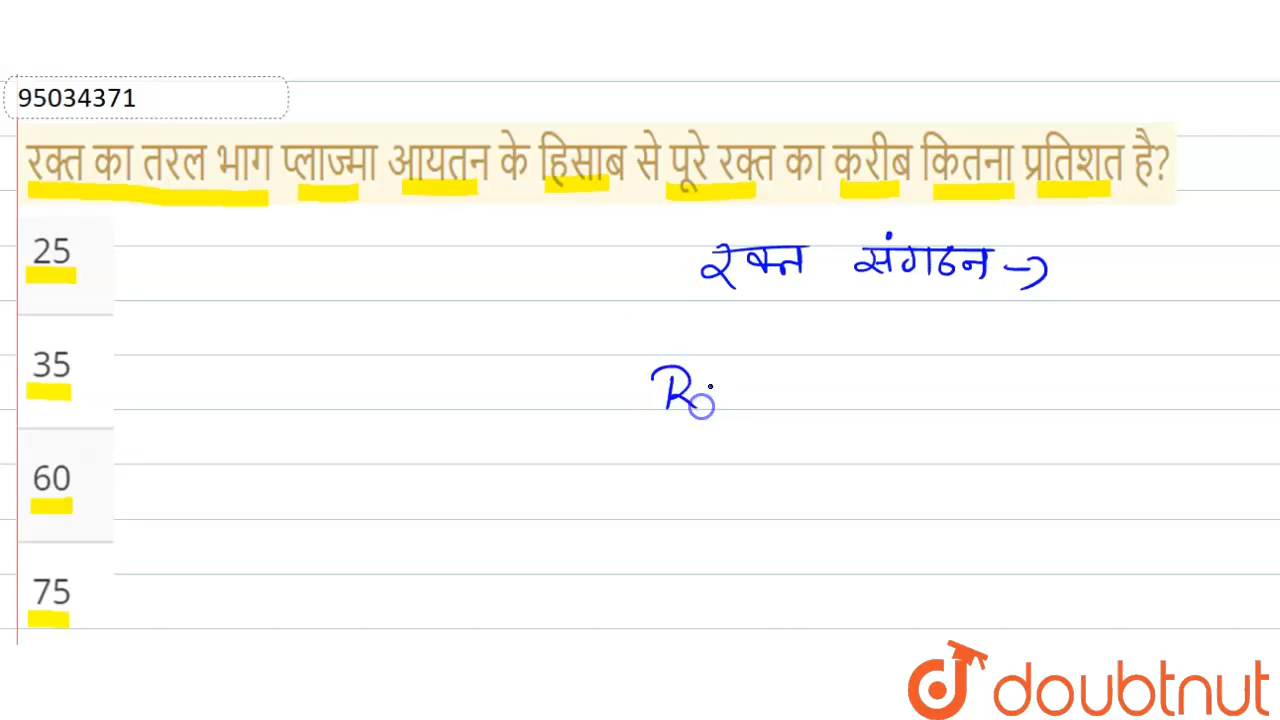 95034371
रक्त का तरल भाग प्लाज्मा आयतन के हिसाब से पूरे रक्त का करीब कितना प्रतिशत है?
25
रक्त संगठन →
35
R
60
75
doubtnut